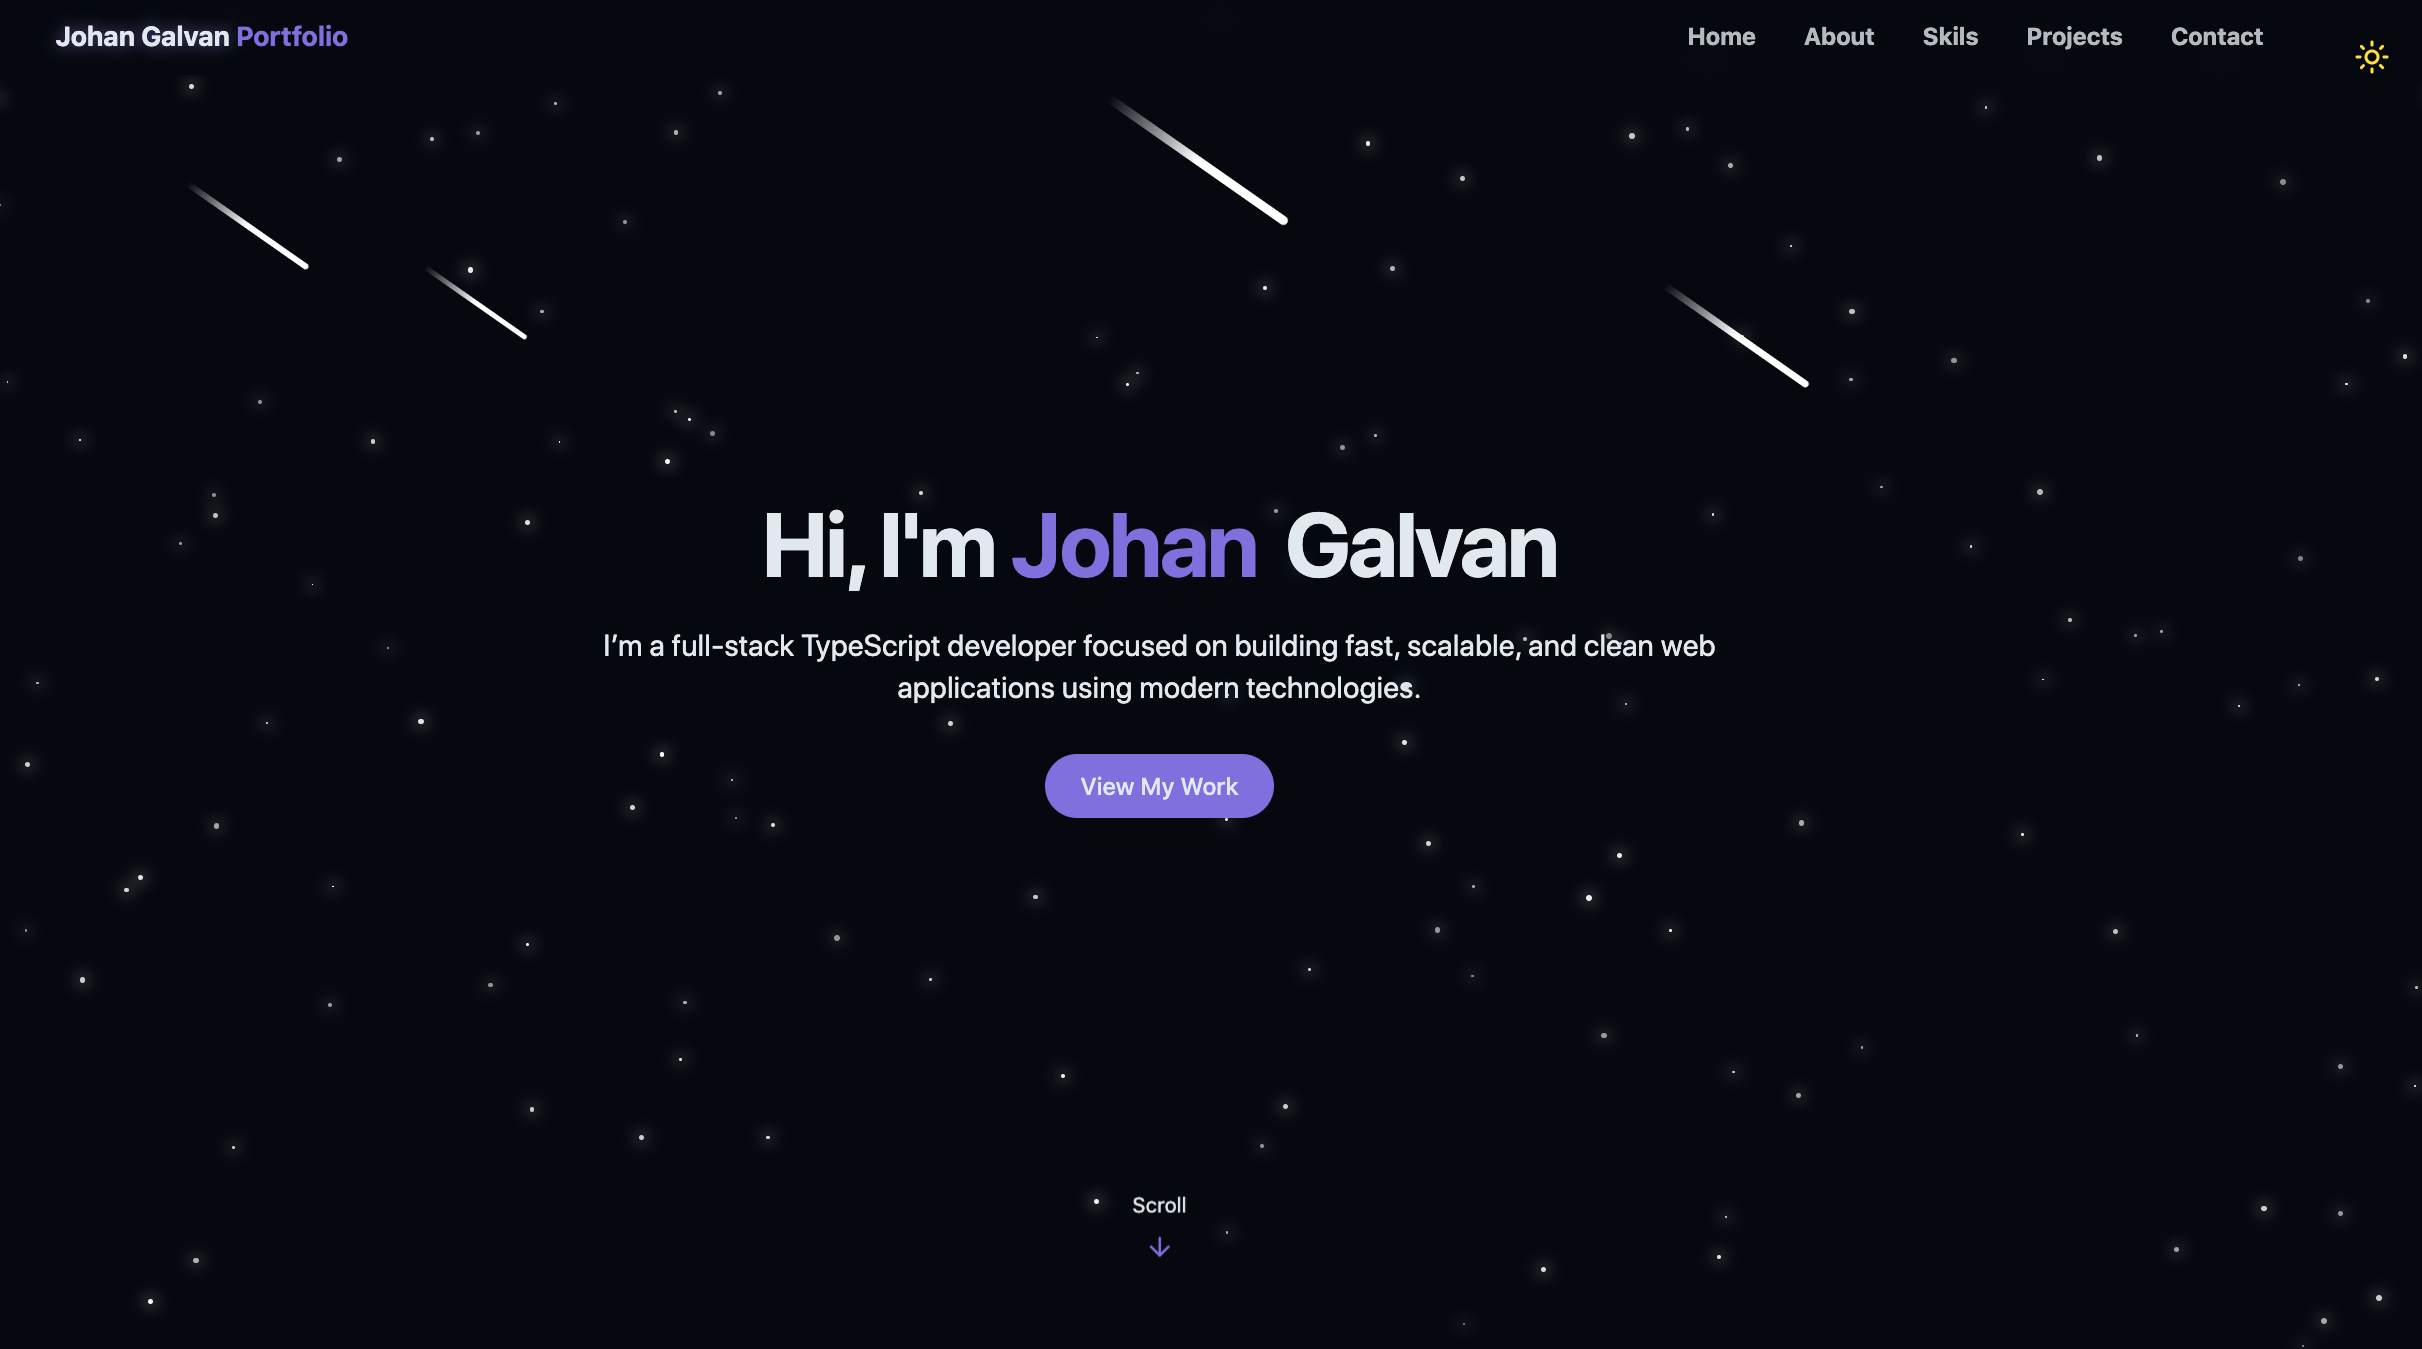 Johan Galvan Portfolio
Home About Skils Projects Contact
Hi, I'm Johan Galvan
I’m a full-stack TypeScript developer focused on building fast, scalable, and clean web
applications using modern technologies.
View My Work
Scroll